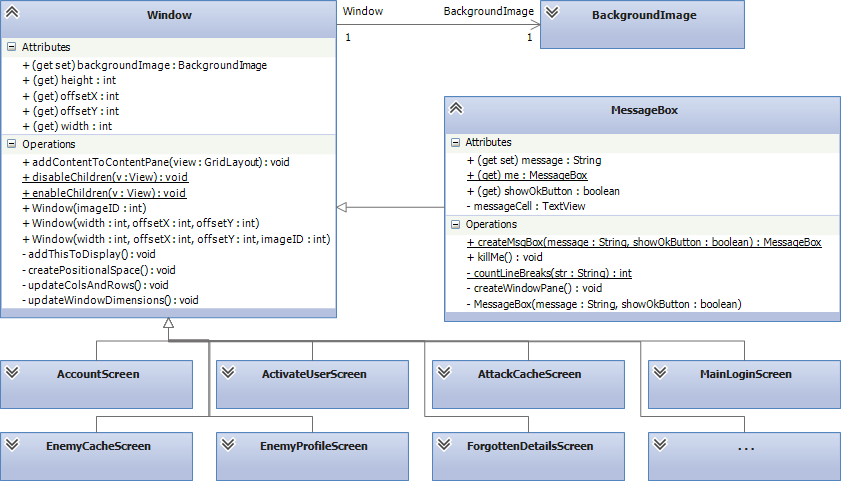 Window
Attributes
+ (get set) backgroundImage : BackgroundImage
+ (get) height : int
+ (get) offsetX : int
+ (get) offsetY : int
+ (get) width : int
Operations
+ addContentToContentPane(view : GridLayout) : void
+ disableChildren(v : View) : void
+ enableChildren(v : View) : void
+ Window(imageID : int)
+ Window(width : int, offsetX : int, offsetY : int)
+ Window(width : int, offsetX : int, offsetY : int, imageID : int)
- addThisToDisplay() : void
- createPositionalSpace() : void
- updateColsAndRows() : void
- updateWindowDimensions() : void
Window BackgroundImage
1 1
BackgroundImage
MessageBox
Attributes
+ (get set) message : String
+ (get) me : MessageBox
+ (get) showOkButton : boolean
- messageCell : TextView
Operations
+ createMsgBox(message : String, showOkButton : boolean) : MessageBox
+ killMe() : void
- countLineBreaks(str : String) : int
- createWindowPane() : void
- MessageBox(message : String, showOkButton : boolean)
AccountScreen
ActivateUserScreen
AttackCacheScreen
MainLoginScreen
EnemyCacheScreen
EnemyProfileScreen
ForgottenDetailsScreen
...